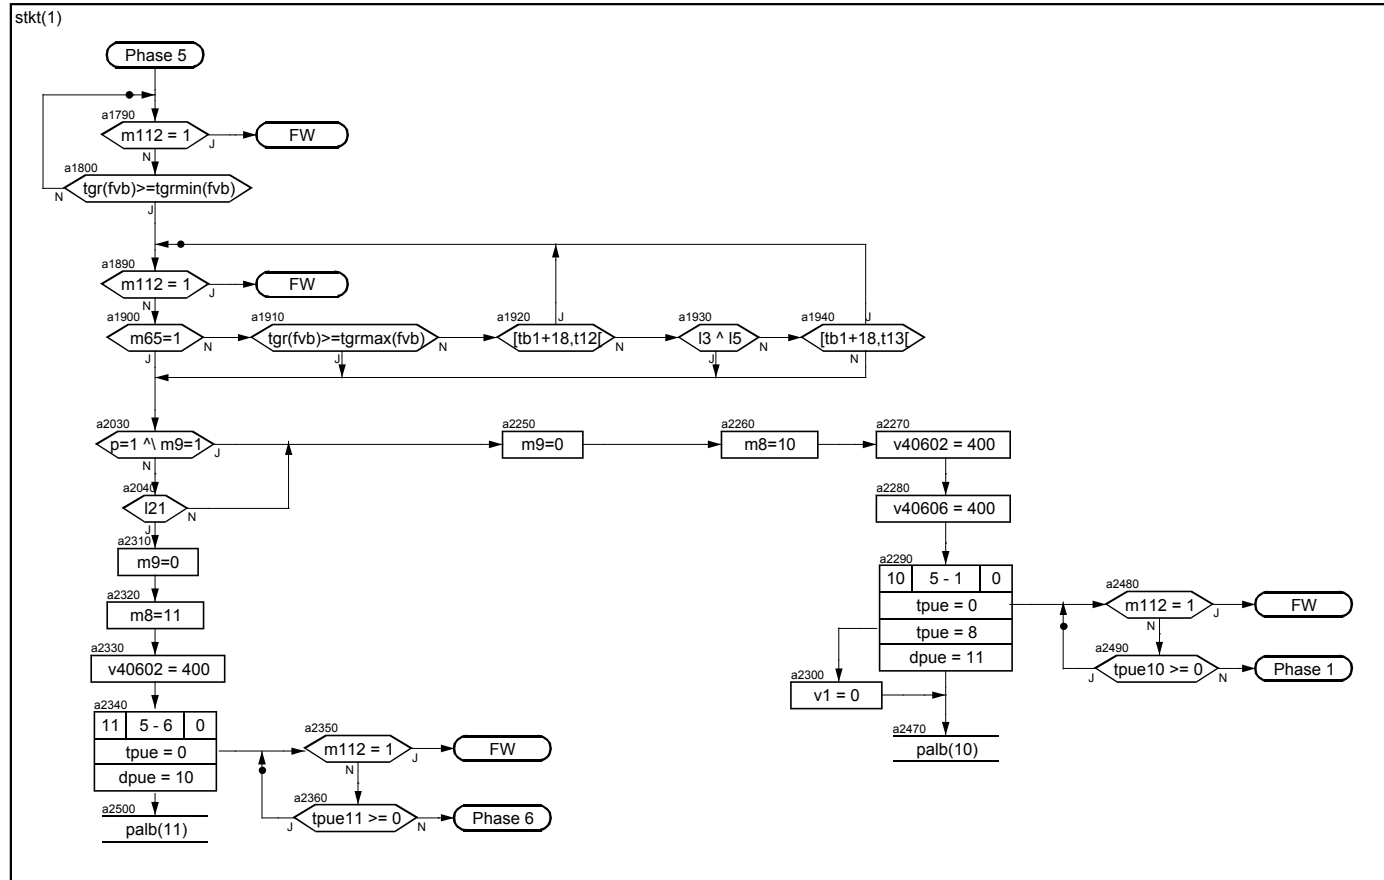 stkt(1)
Phase 5
a1790
m112 = 1
J
FW
N
a1800
tgr(fvb)>=tgrmin(fvb)
N
J
a1890
m112 = 1
J
FW
N
a1900
m65=1
N
J
a1910
tgr(fvb)>=tgrmax(fvb)
N
J
a1920
[tb1+18,t12[
J
N
a1930
l3 ^ l5
N
J
a1940
[tb1+18,t13[
J
N
a2030
p=1 ^\ m9=1
J
N
a2250
m9=0
a2260
m8=10
a2270
v40602 = 400
a2040
l21
N
J
a2280
v40606 = 400
a2310
m9=0
a2290
10 5 - 1 0
tpue = 0
tpue = 8
dpue = 11
a2480
m112 = 1
J
FW
N
a2320
m8=11
a2490
tpue10 >= 0
J
N
Phase 1
a2330
v40602 = 400
a2300
v1 = 0
a2340
11 5 - 6 0
tpue = 0
dpue = 10
a2350
m112 = 1
J
FW
N
a2470
palb(10)
a2360
tpue11 >= 0
J
N
Phase 6
a2500
palb(11)